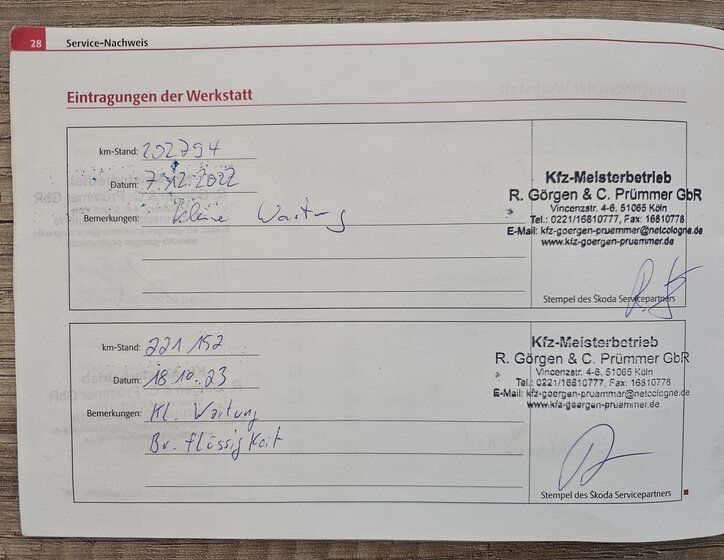 28 Service-Nachweis
Eintragungen der Werkstatt
km-Stand: 202794
Datum: 7.12.2022
Bemerkungen: kleine Wartung
Kfz-Meisterbetrieb
R. Görgen & C. Prümmer GbR
Vincenzstr. 4-6, 51065 Köln
Tel.: 0221/16810777, Fax: 16810778
E-Mail: kfz-goergen-pruemmer@netcologne.de
www.kfz-goergen-pruemmer.de
Stempel des Škoda Servicepartners
km-Stand: 221 152
Datum: 18.10.23
Bemerkungen: Kl. Wartung
Br. flüssigkeit
Kfz-Meisterbetrieb
R. Görgen & C. Prümmer GbR
Vincenzstr. 4-6, 51065 Köln
Tel.: 0221/16810777, Fax: 16810778
E-Mail: kfz-goergen-pruemmer@netcologne.de
www.kfz-goergen-pruemmer.de
Stempel des Škoda Servicepartners